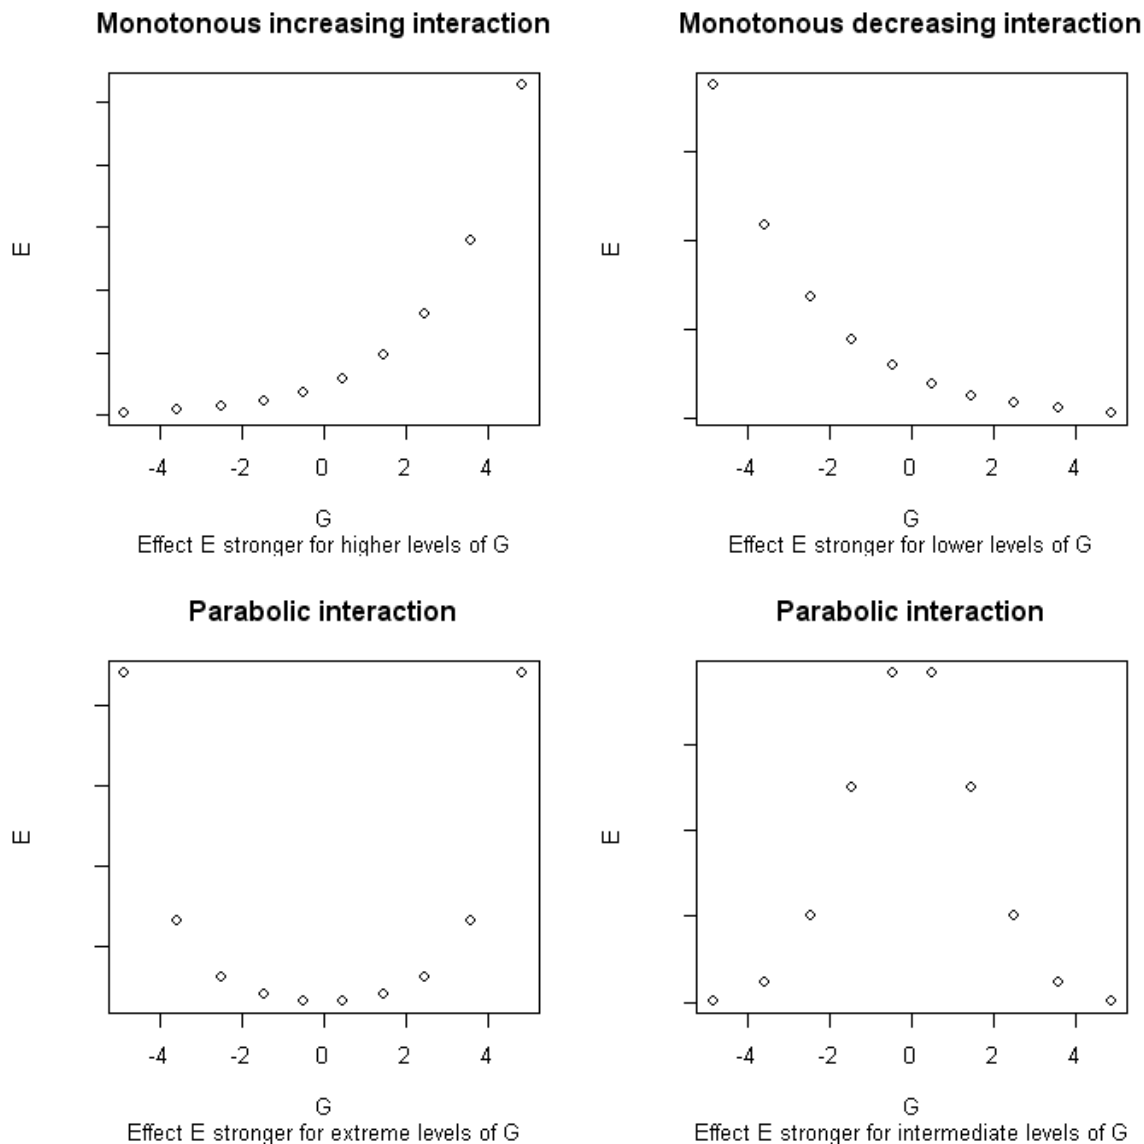 Monotonous increasing interaction
E
-4 -2 0 2 4
G
Effect E stronger for higher levels of G
Monotonous decreasing interaction
E
-4 -2 0 2 4
G
Effect E stronger for lower levels of G
Parabolic interaction
E
-4 -2 0 2 4
G
Effect E stronger for extreme levels of G
Parabolic interaction
E
-4 -2 0 2 4
G
Effect E stronger for intermediate levels of G